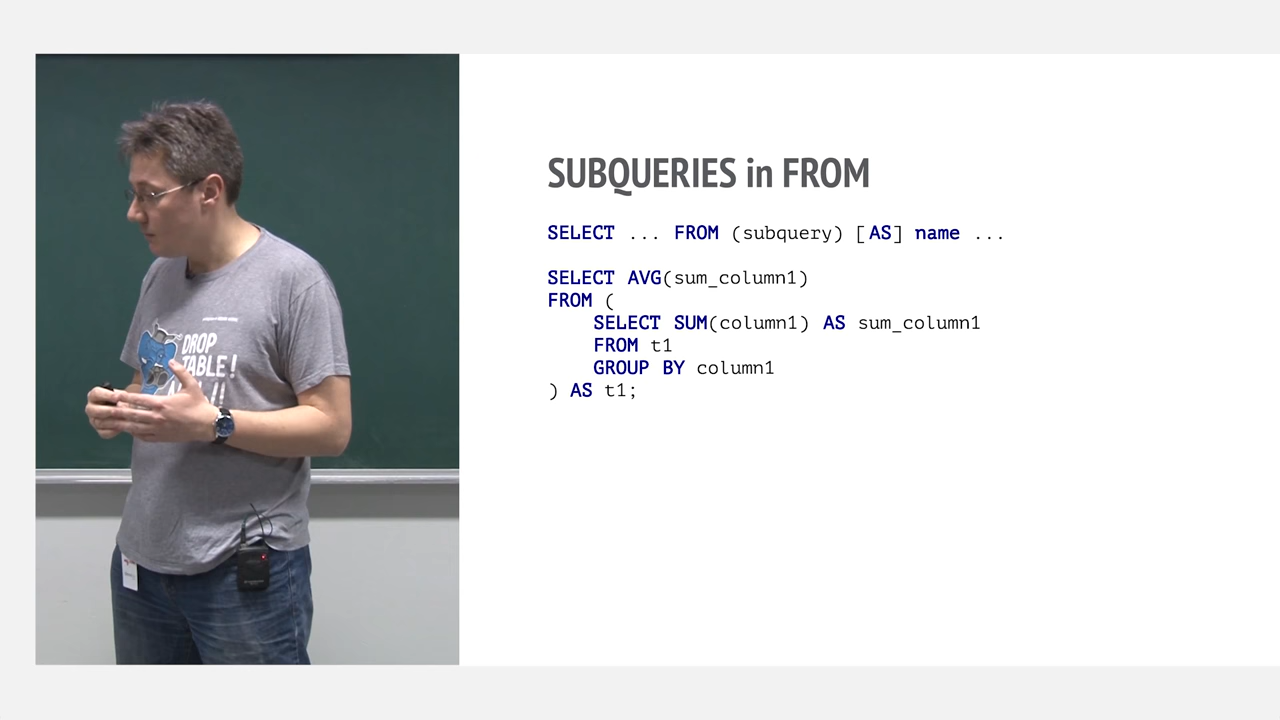 SUBQUERIES in FROM
SELECT ... FROM (subquery) [AS] name ...
SELECT AVG(sum_column1)
FROM (
SELECT SUM(column1) AS sum_column1
FROM t1
GROUP BY column1
) AS t1;
DROP
TABLE!